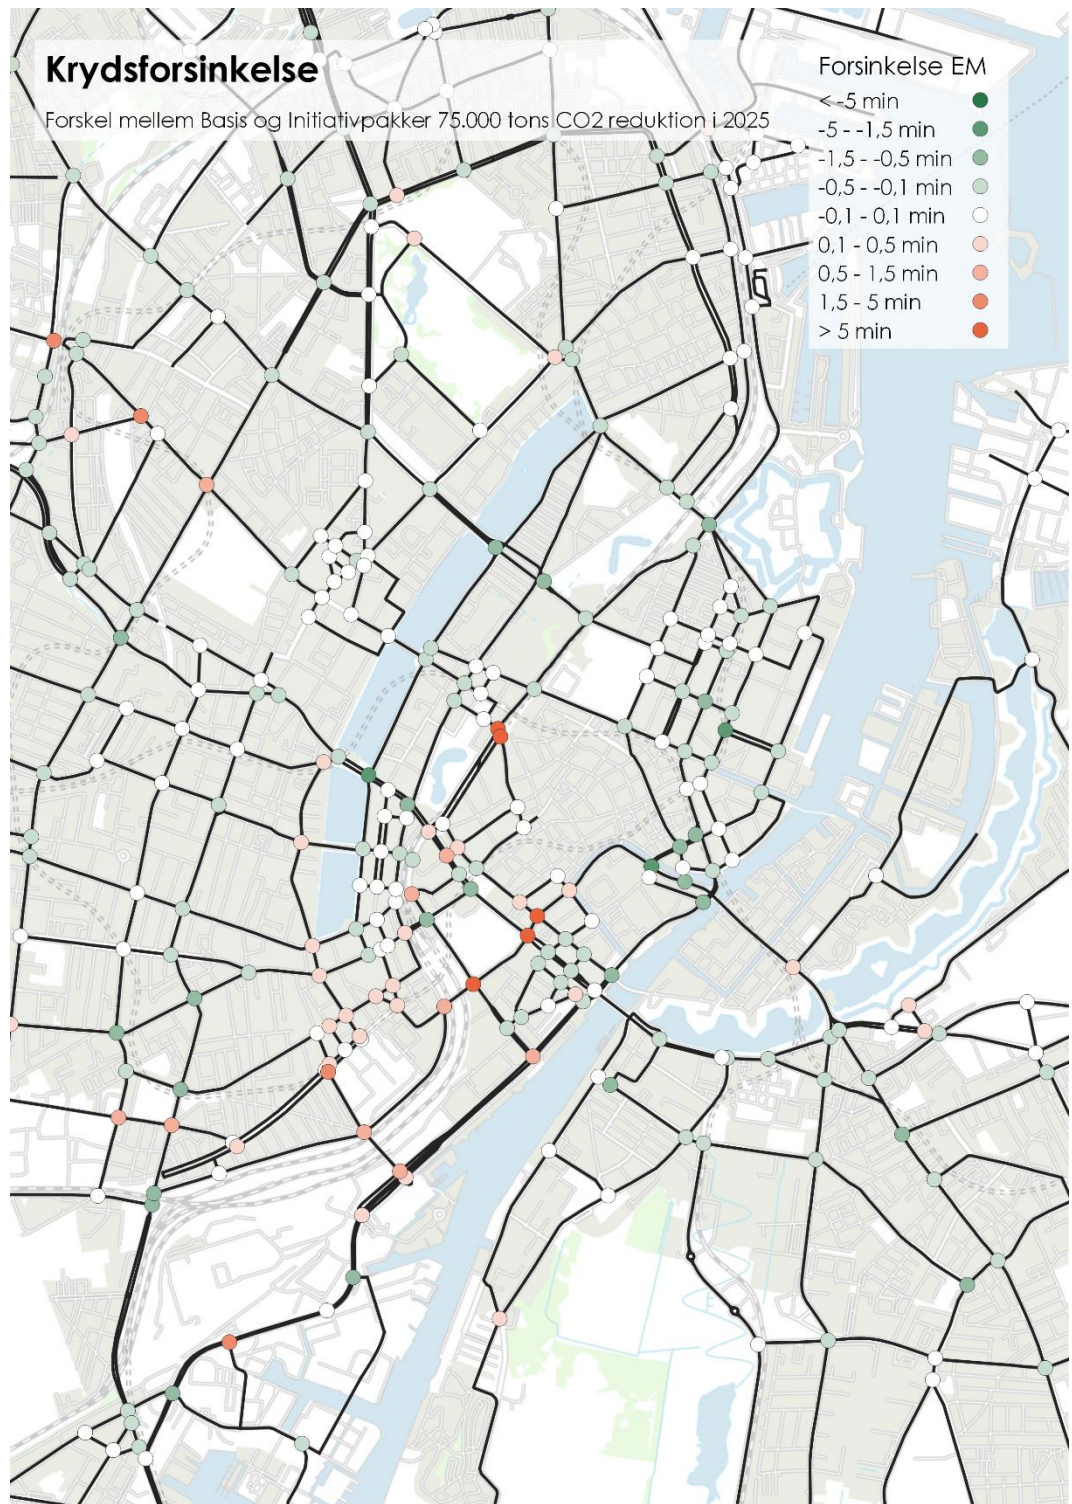 Krydsforsinkelse
Forskel mellem Basis og Initiativpakker 75.000 tons CO2 reduktion i 2025
Forsinkelse EM
< -5 min
-5 - -1,5 min
-1,5 - -0,5 min
-0,5 - -0,1 min
-0,1 - 0,1 min
0,1 - 0,5 min
0,5 - 1,5 min
1,5 - 5 min
> 5 min